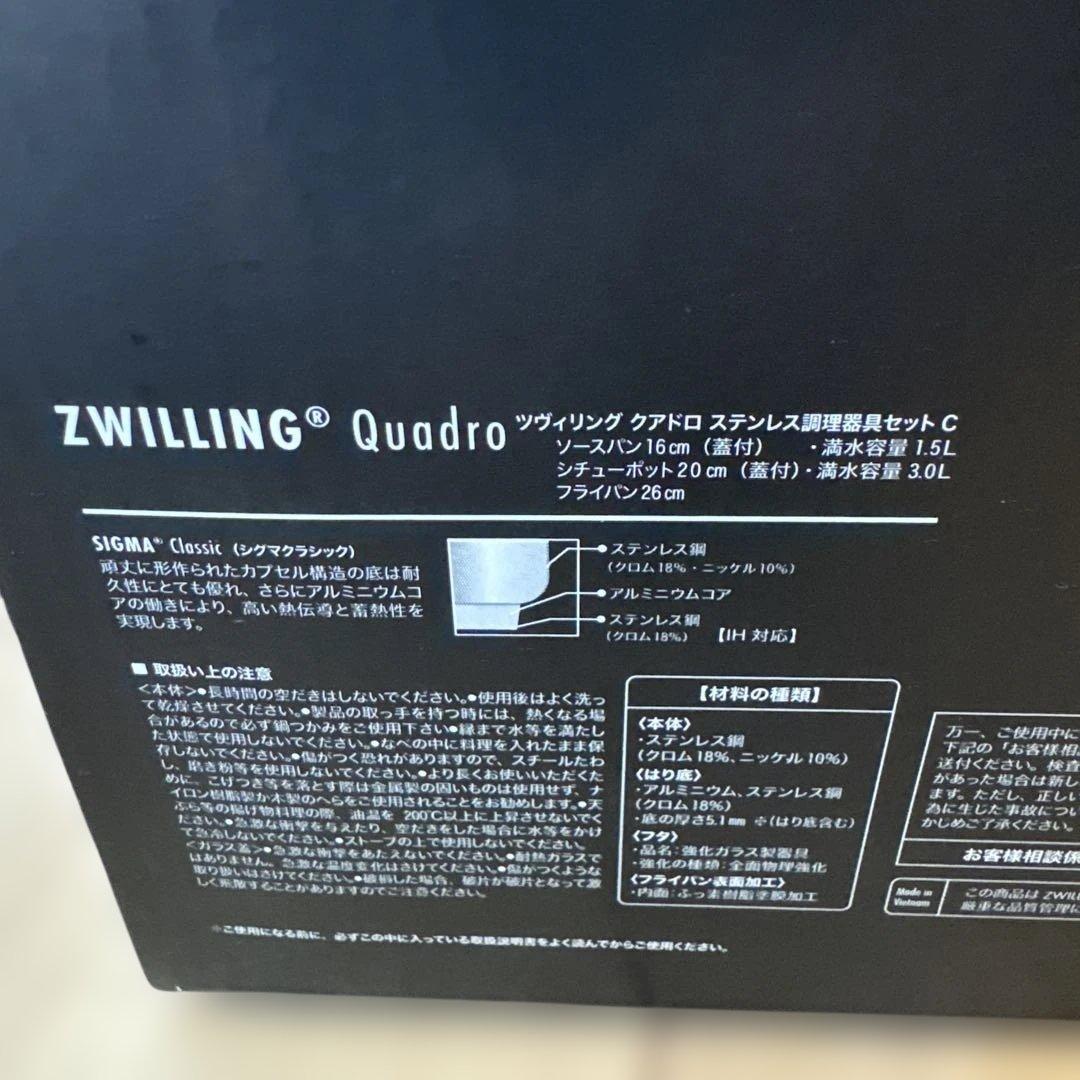 ZWILLING® Quadro ツヴィリング クアドロ ステンレス調理器具セット C
ソースパン 16 cm （蓋付） ・満水容量 1.5L
シチューポット 20 cm （蓋付）・満水容量 3.0L
フライパン 26 cm
SIGMA® Classic （シグマクラシック）
頑丈に形作られたカプセル構造の底は耐
久性にとても優れ、さらにアルミニウムコ
アの働きにより、高い熱伝導と蓄熱性を
実現します。
ステンレス鋼
（クロム18%・ニッケル10%）
アルミニウムコア
ステンレス鋼
（クロム18%） 【IH 対応】
■ 取扱い上の注意
<本体>●長時間の空だきはしないでください。●使用後はよく洗っ
て乾燥させてください。●製品の取っ手を持つ時には、熱くなる場
合があるので必ず鍋つかみをご使用下さい●縁まで水等を満たし
た状態で使用しないでください。●なべの中に料理を入れたまま保
存しないでください。●傷がつく恐れがありますので、スチールたわ
し、磨き粉等を使用しないでください。●より長くお使いいただくた
めに、こげつき等を落とす際は金属製の固いものは使用せず、ナ
イロン樹脂製か木製のへらをご使用されることをお勧めします。●天
ぷら等の揚げ物料理の際、油温を 200℃以上に上昇させないでく
ださい。●急激な衝撃を与えたり、空だきをした場合に水等をかけ
て急冷しないでください。●ストーブの上で使用しないでください。
<ガラス蓋>●急激な衝撃をあたえないでください。●耐熱ガラスで
はありません。急激な温度変化はさけてください。●傷がつくような
取り扱いはさけてください。●破損した場合、破片が破片となって激
しく飛散することがありますのでご注意ください。
※ご使用になる前に、必ずこの中に入っている取扱説明書をよく読んでからご使用ください。
【材料の種類】
〈本体〉
・ステンレス鋼
（クロム18%、ニッケル10%）
〈はり底〉
・アルミニウム、ステンレス鋼
（クロム18%）
・底の厚さ5.1mm ※（はり底含む）
〈フタ〉
・品名：強化ガラス製器具
・強化の種類：全面物理強化
〈フライパン表面加工〉
・内面：ふっ素樹脂塗膜加工
万一、ご使用中に
下記の「お客様相
送付ください。検査
があった場合は新し
ます。ただし、正しい
為に生じた事故につい
かじめご了承ください。
お客様相談係
Made in
Vietnam
この商品は ZWIL
厳重な品質管理に